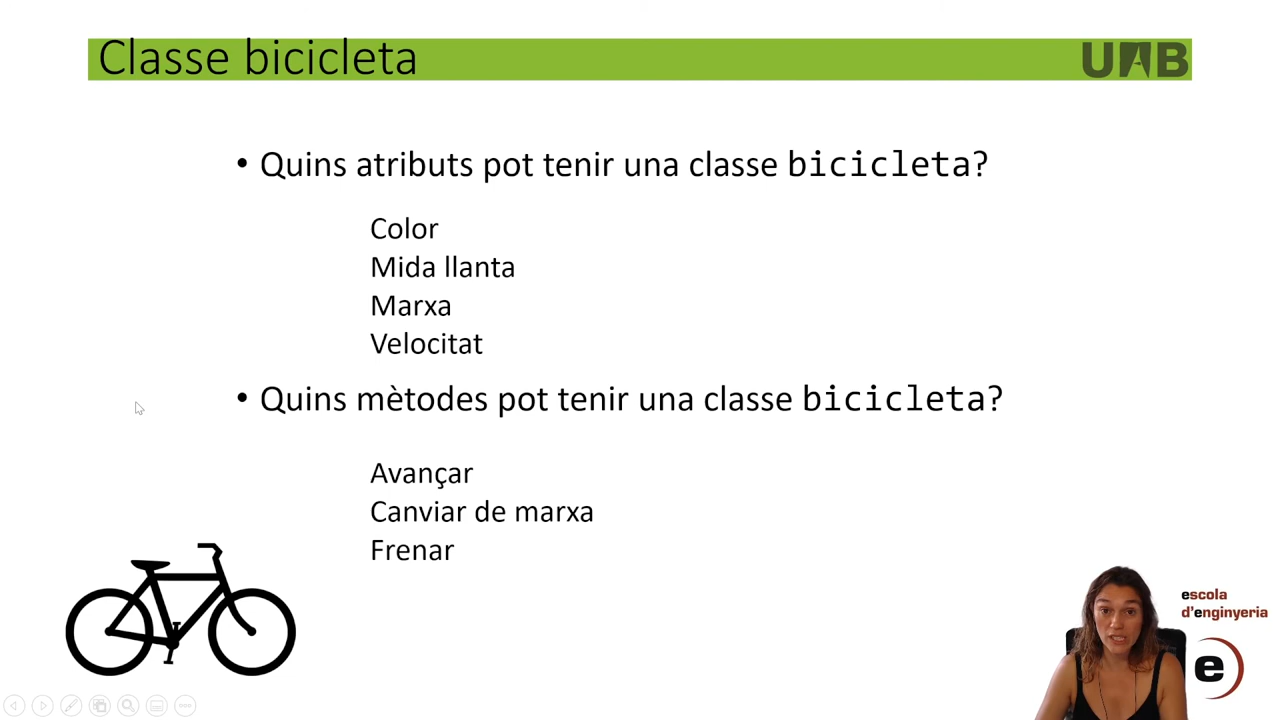 Classe bicicleta
UAB
• Quins atributs pot tenir una classe bicicleta?
Color
Mida llanta
Marxa
Velocitat
• Quins mètodes pot tenir una classe bicicleta?
Avançar
Canviar de marxa
Frenar
escola
d'enginyeria
e